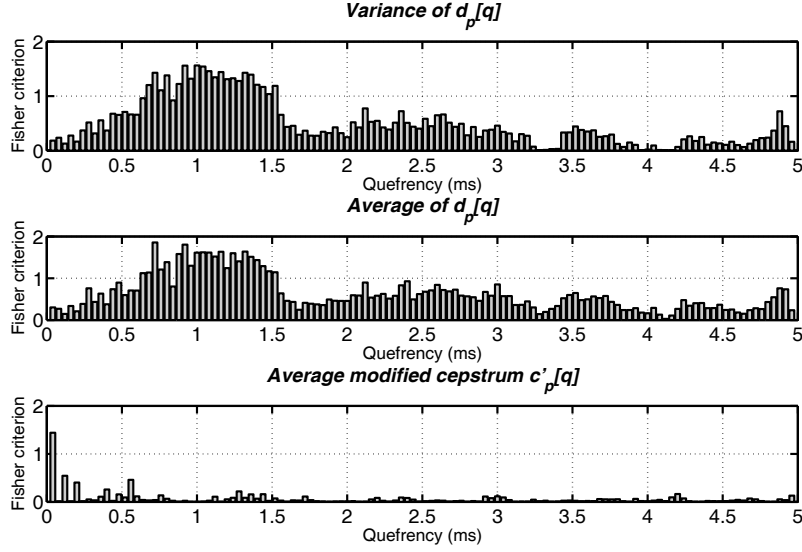 Variance of d_p[q]
2
1
0
Fisher criterion
0 0.5 1 1.5 2 2.5 3 3.5 4 4.5 5
Quefrency (ms)
Average of d_p[q]
2
1
0
Fisher criterion
0 0.5 1 1.5 2 2.5 3 3.5 4 4.5 5
Quefrency (ms)
Average modified cepstrum c'_p[q]
2
1
0
Fisher criterion
0 0.5 1 1.5 2 2.5 3 3.5 4 4.5 5
Quefrency (ms)